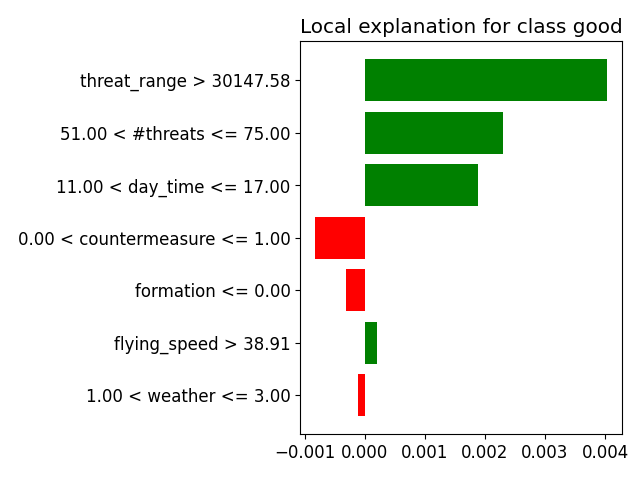 Local explanation for class good
threat_range > 30147.58
51.00 < #threats <= 75.00
11.00 < day_time <= 17.00
0.00 < countermeasure <= 1.00
formation <= 0.00
flying_speed > 38.91
1.00 < weather <= 3.00
−0.001 0.000 0.001 0.002 0.003 0.004